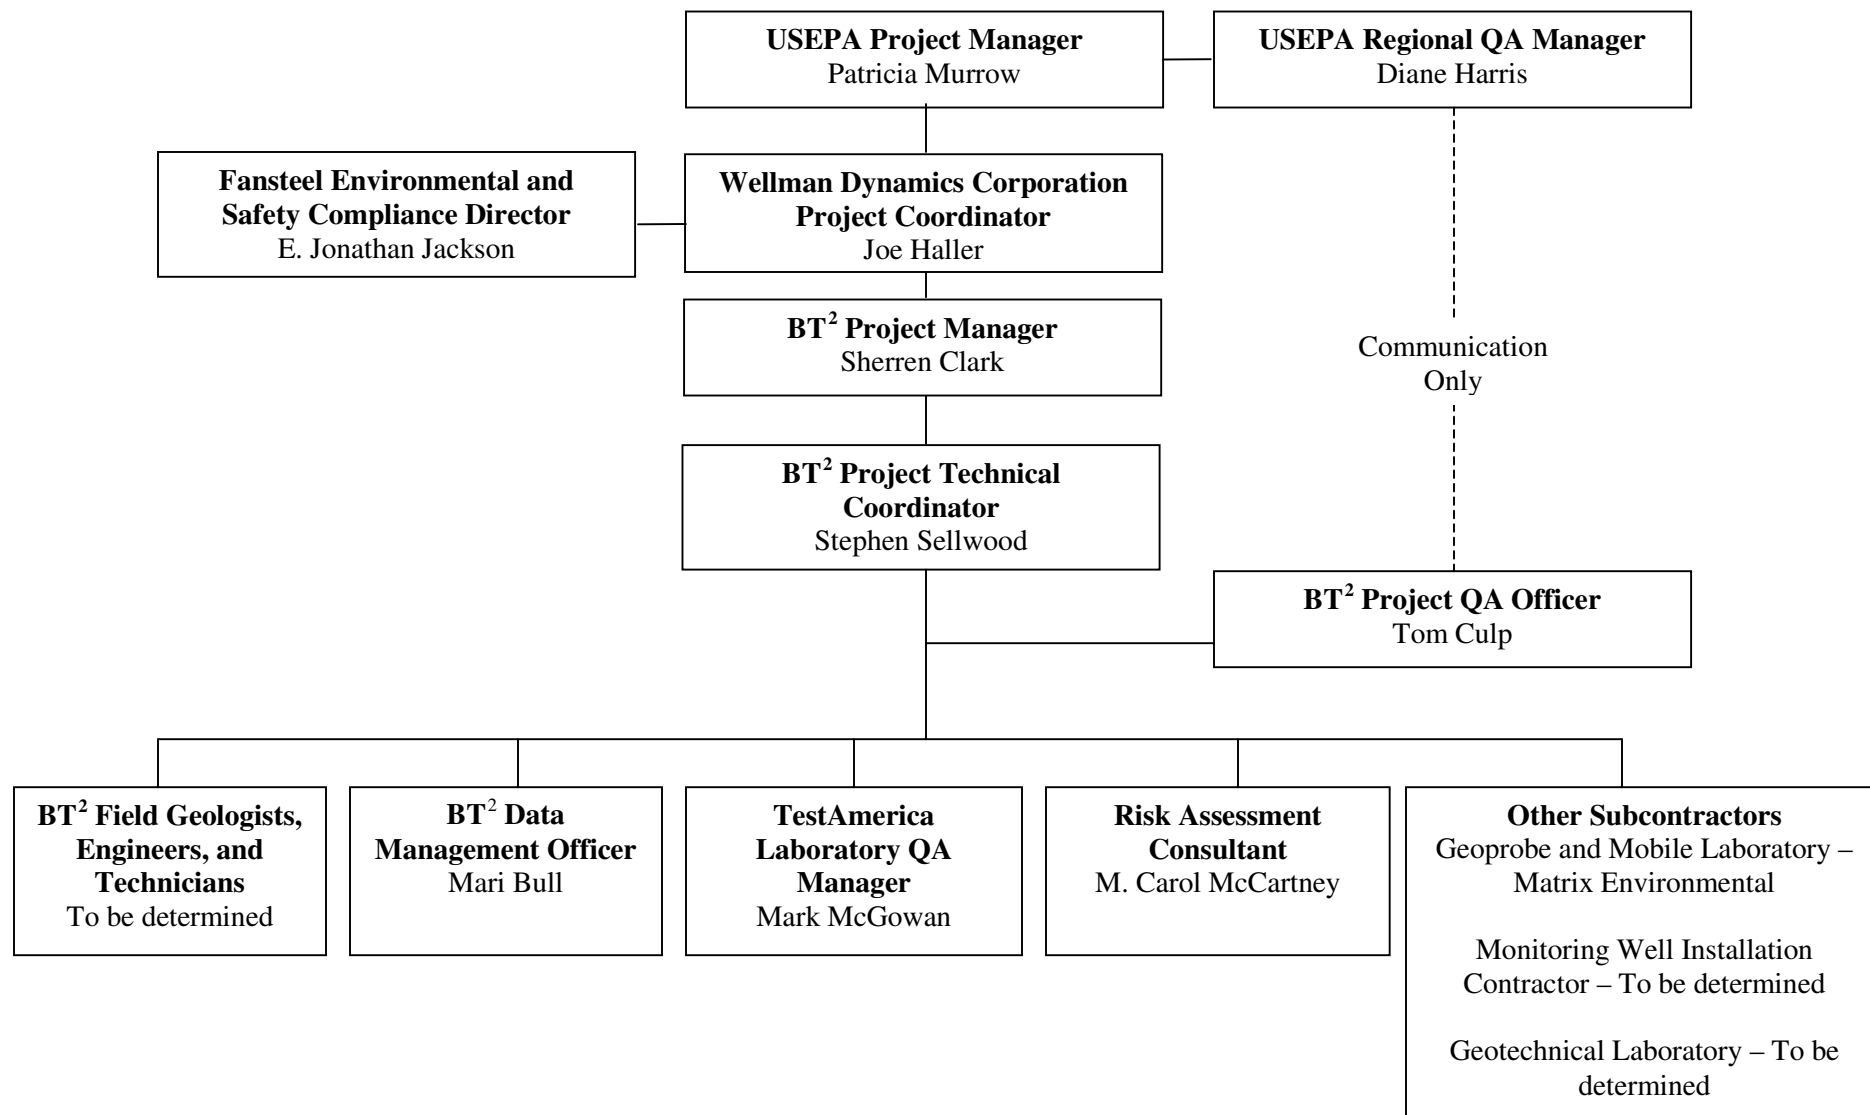 USEPA Project Manager
Patricia Murrow
USEPA Regional QA Manager
Diane Harris
Fansteel Environmental and
Safety Compliance Director
E. Jonathan Jackson
Wellman Dynamics Corporation
Project Coordinator
Joe Haller
BT² Project Manager
Sherren Clark
Communication
Only
BT² Project Technical
Coordinator
Stephen Sellwood
BT² Project QA Officer
Tom Culp
BT² Field Geologists,
Engineers, and
Technicians
To be determined
BT² Data
Management Officer
Mari Bull
TestAmerica
Laboratory QA
Manager
Mark McGowan
Risk Assessment
Consultant
M. Carol McCartney
Other Subcontractors
Geoprobe and Mobile Laboratory –
Matrix Environmental
Monitoring Well Installation
Contractor – To be determined
Geotechnical Laboratory – To be
determined